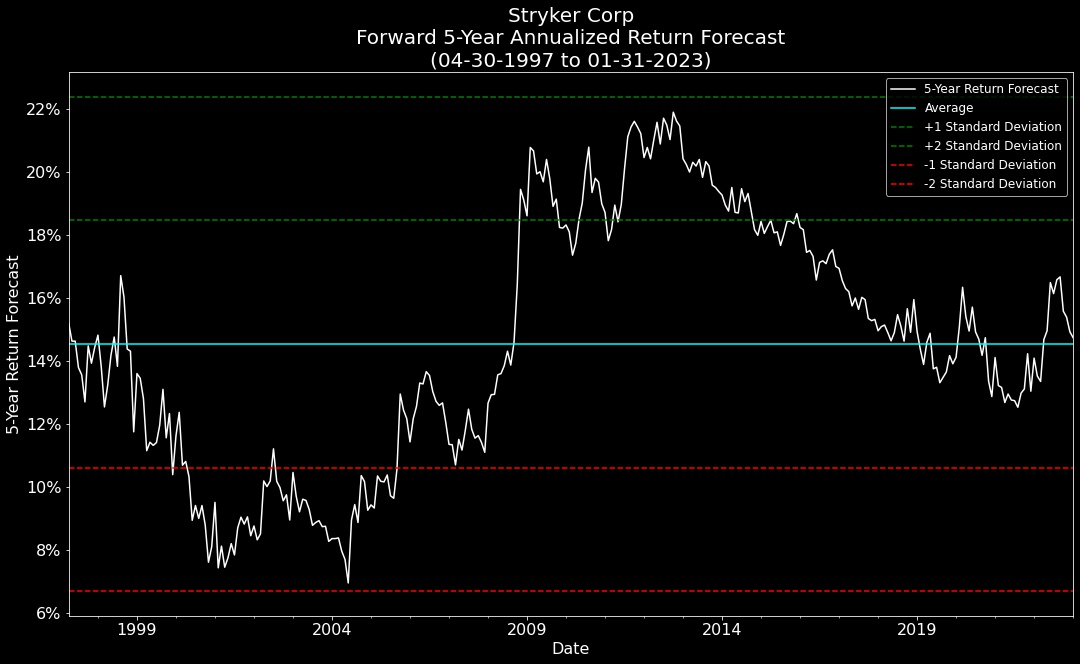 Stryker Corp
Forward 5-Year Annualized Return Forecast
(04-30-1997 to 01-31-2023)
5-Year Return Forecast
Average
+1 Standard Deviation
+2 Standard Deviation
-1 Standard Deviation
-2 Standard Deviation
5-Year Return Forecast
22%
20%
18%
16%
14%
12%
10%
8%
6%
1999
2004
2009
2014
2019
Date